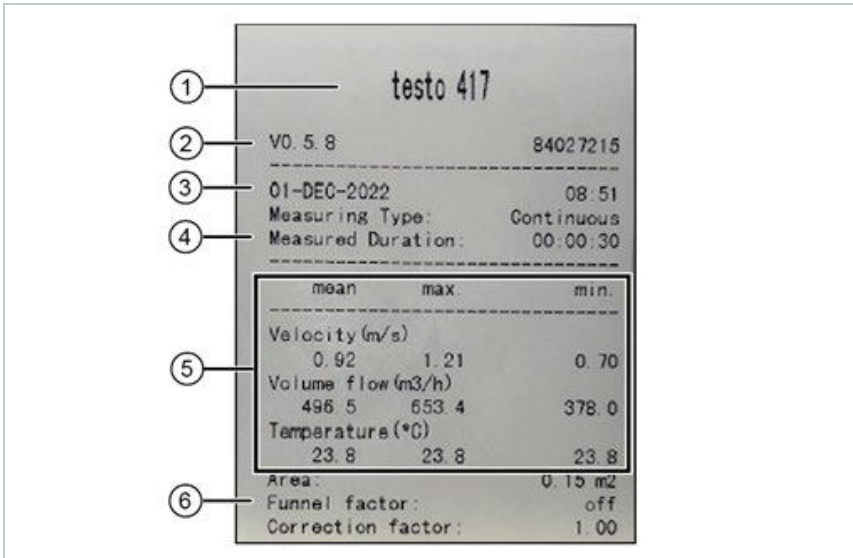 ① testo 417
② V0.5.8 84027215
③ 01-DEC-2022 08:51
Measuring Type: Continuous
④ Measured Duration: 00:00:30
mean max. min.
Velocity(m/s)
0.92 1.21 0.70
⑤
Volume flow(m3/h)
496.5 653.4 378.0
Temperature(°C)
23.8 23.8 23.8
Area: 0.15 m2
⑥ Funnel factor: off
Correction factor: 1.00